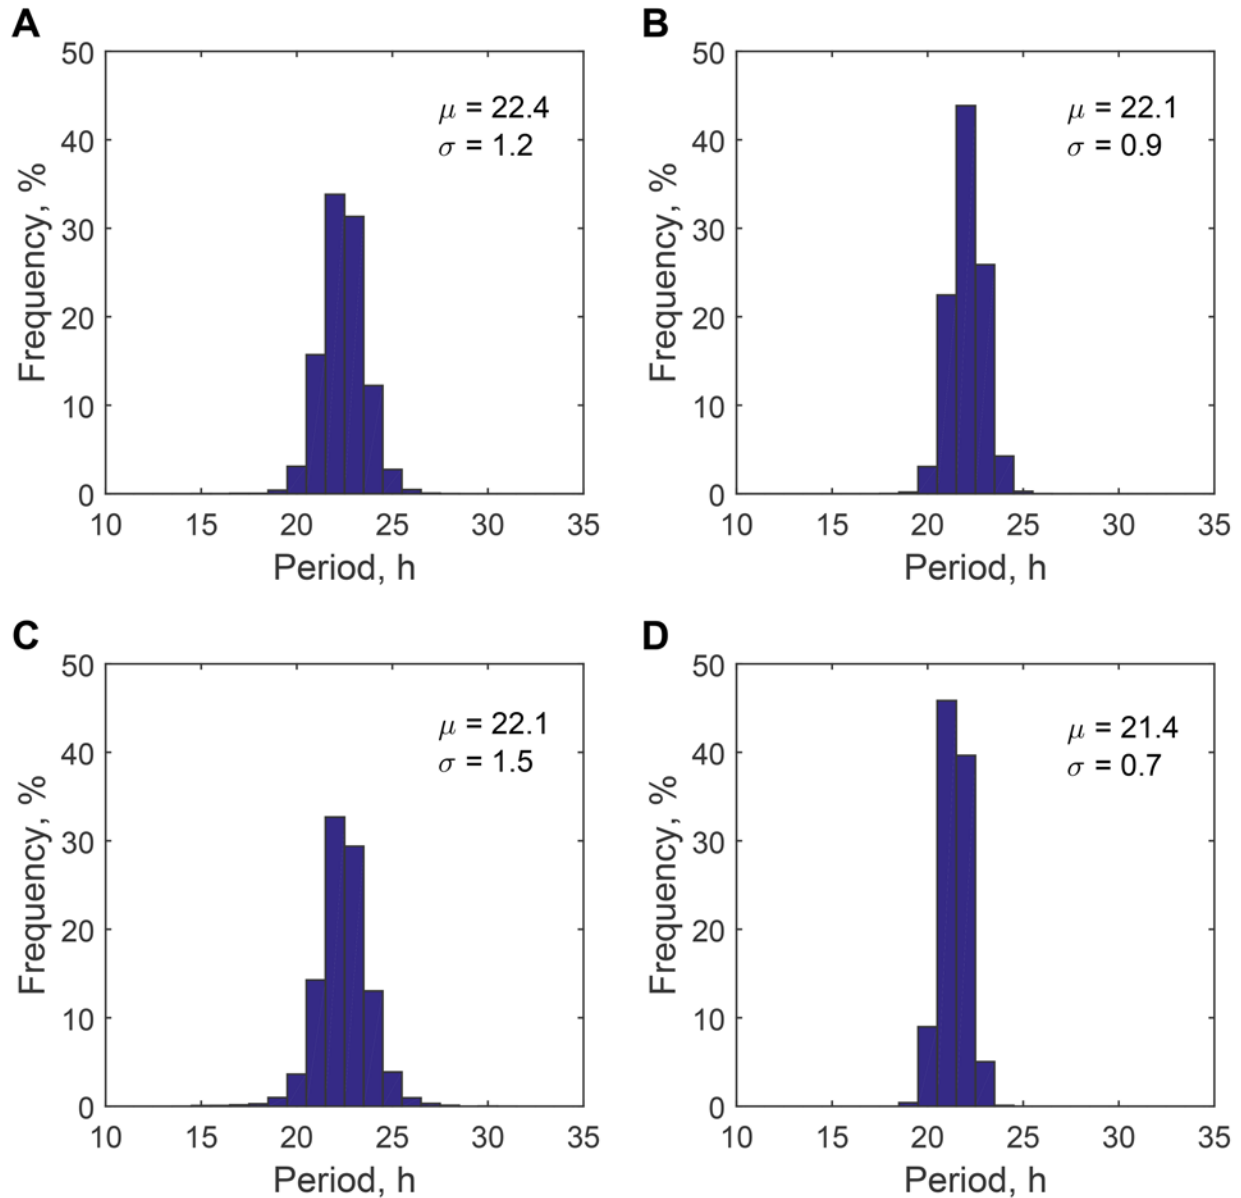 A
50
40
30
20
10
0
Frequency, %
μ = 22.4
σ = 1.2
10 15 20 25 30 35
Period, h
B
50
40
30
20
10
0
Frequency, %
μ = 22.1
σ = 0.9
10 15 20 25 30 35
Period, h
C
50
40
30
20
10
0
Frequency, %
μ = 22.1
σ = 1.5
10 15 20 25 30 35
Period, h
D
50
40
30
20
10
0
Frequency, %
μ = 21.4
σ = 0.7
10 15 20 25 30 35
Period, h